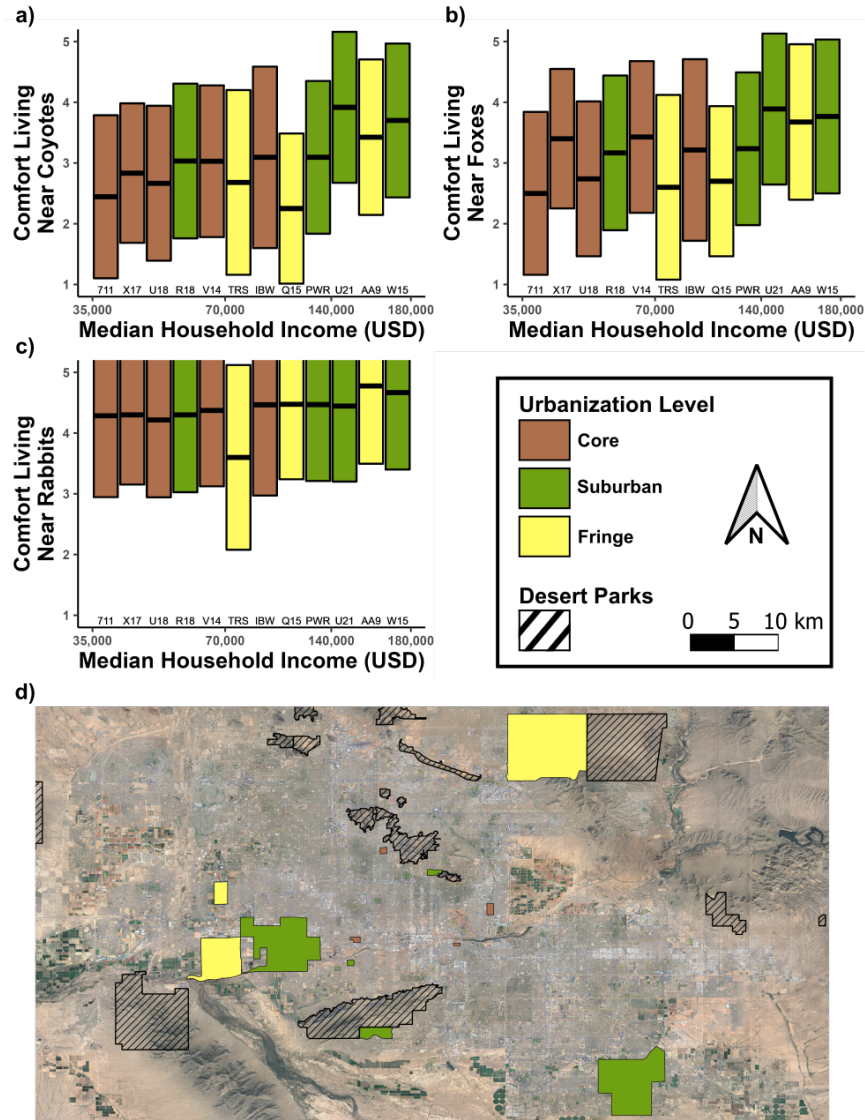 a)
Comfort Living
Near Coyotes
5
4
3
2
1
711 X17 U18 R18 V14 TRS IBW Q15 PWR U21 AA9 W15
35,000 70,000 140,000 180,000
Median Household Income (USD)
b)
Comfort Living
Near Foxes
5
4
3
2
1
711 X17 U18 R18 V14 TRS IBW Q15 PWR U21 AA9 W15
35,000 70,000 140,000 180,000
Median Household Income (USD)
c)
Comfort Living
Near Rabbits
5
4
3
2
1
711 X17 U18 R18 V14 TRS IBW Q15 PWR U21 AA9 W15
35,000 70,000 140,000 180,000
Median Household Income (USD)
Urbanization Level
Core
Suburban
Fringe
N
Desert Parks
0 5 10 km
d)